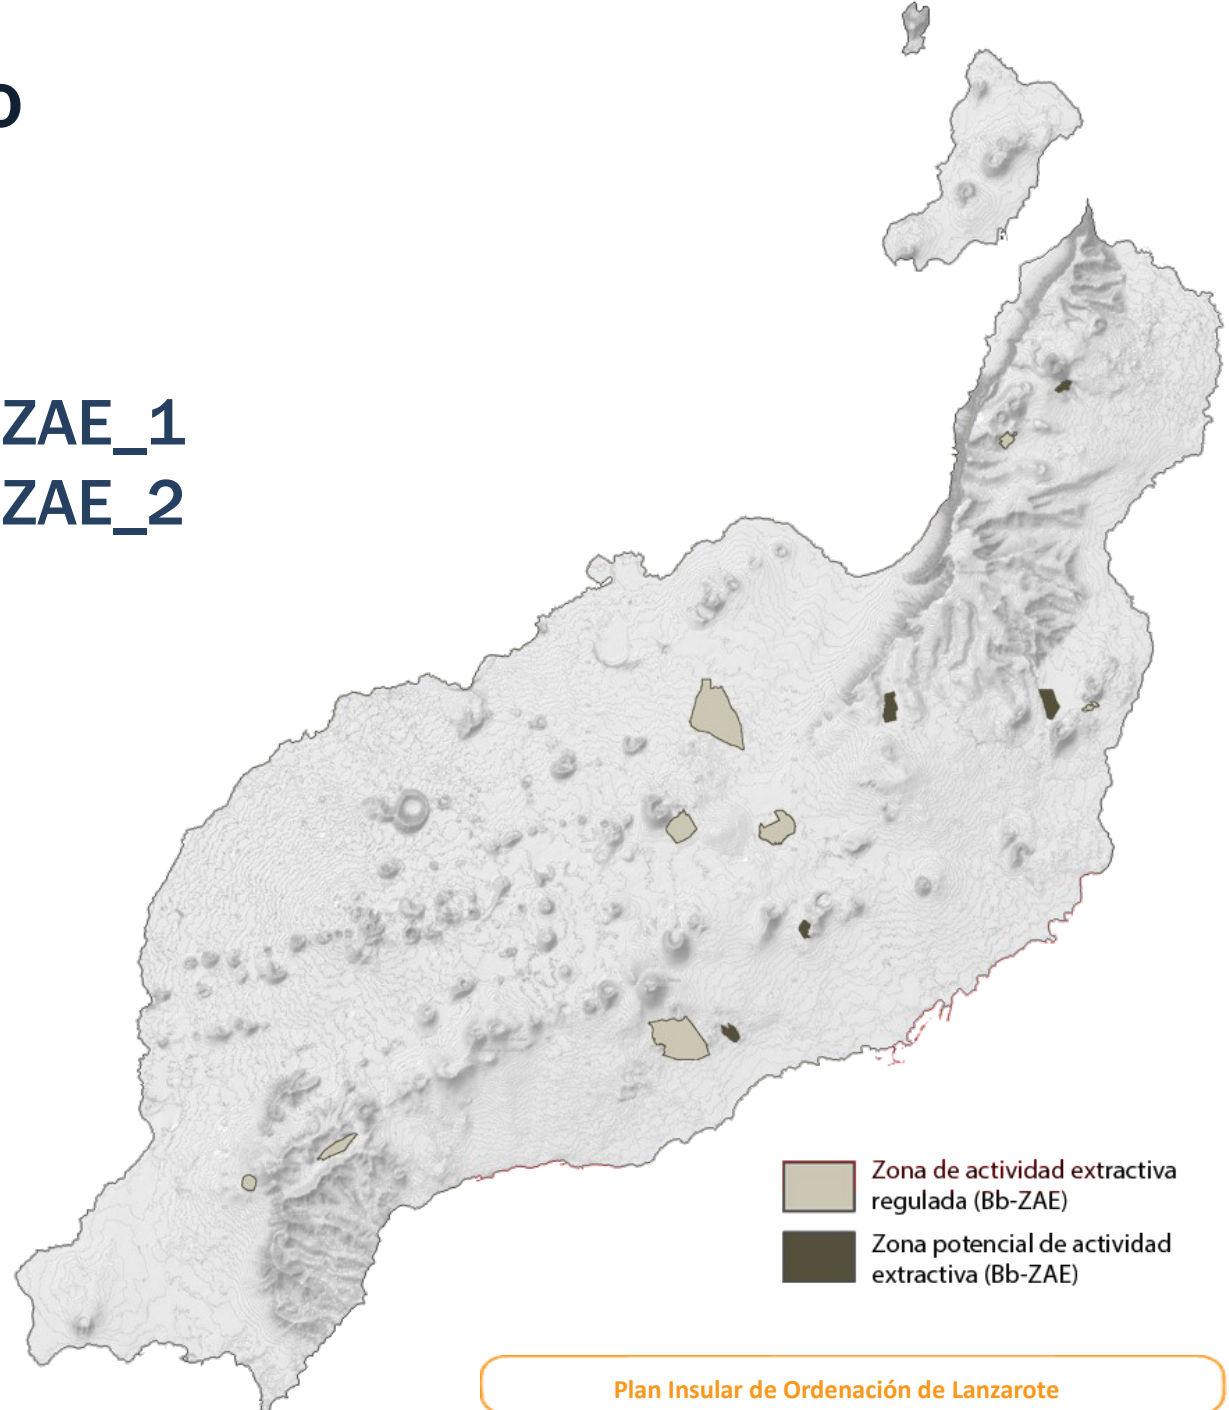 o
ZAE_1
ZAE_2
Zona de actividad extractiva
regulada (Bb-ZAE)
Zona potencial de actividad
extractiva (Bb-ZAE)
Plan Insular de Ordenación de Lanzarote